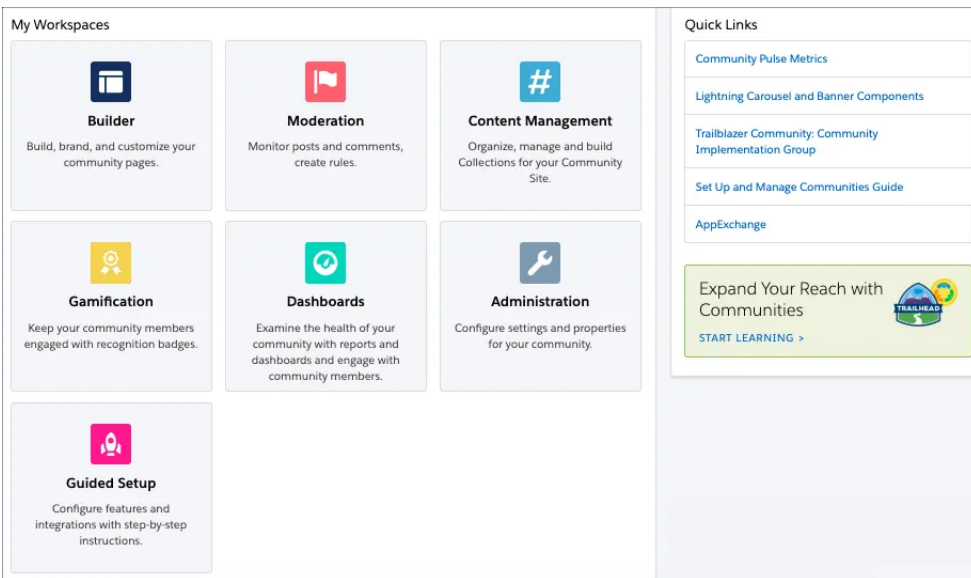 My Workspaces
Builder
Build, brand, and customize your
community pages.
Moderation
Monitor posts and comments,
create rules.
Content Management
Organize, manage and build
Collections for your Community
Site.
Gamification
Keep your community members
engaged with recognition badges.
Dashboards
Examine the health of your
community with reports and
dashboards and engage with
community members.
Administration
Configure settings and properties
for your community.
Guided Setup
Configure features and
integrations with step-by-step
instructions.
Quick Links
Community Pulse Metrics
Lightning Carousel and Banner Components
Trailblazer Community: Community
Implementation Group
Set Up and Manage Communities Guide
AppExchange
Expand Your Reach with
Communities
START LEARNING >
TRAILHEAD